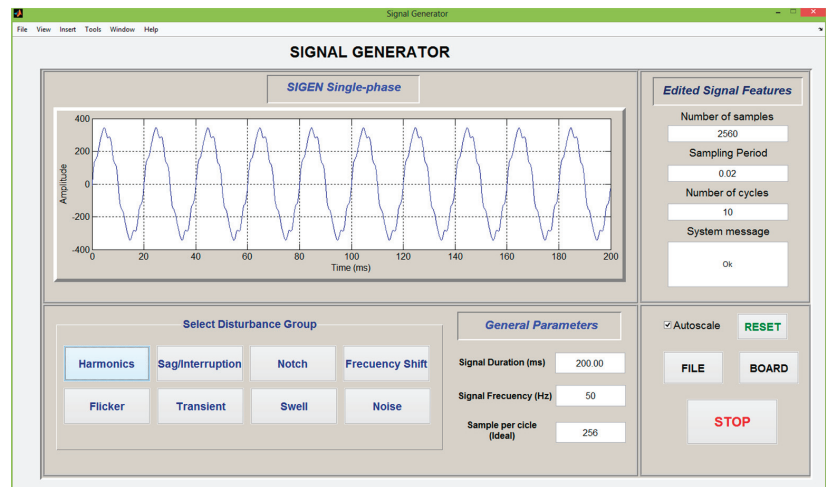 Signal Generator
File View Insert Tools Window Help
SIGNAL GENERATOR
SIGEN Single-phase
400
200
0
-200
-400
Amplitude
0 20 40 60 80 100 120 140 160 180 200
Time (ms)
Edited Signal Features
Number of samples
2560
Sampling Period
0.02
Number of cycles
10
System message
Ok
Select Disturbance Group
Harmonics Sag/Interruption Notch Frecuency Shift
Flicker Transient Swell Noise
General Parameters
Signal Duration (ms) 200.00
Signal Frecuency (Hz) 50
Sample per cicle
(Ideal)
256
Autoscale RESET
FILE BOARD
STOP